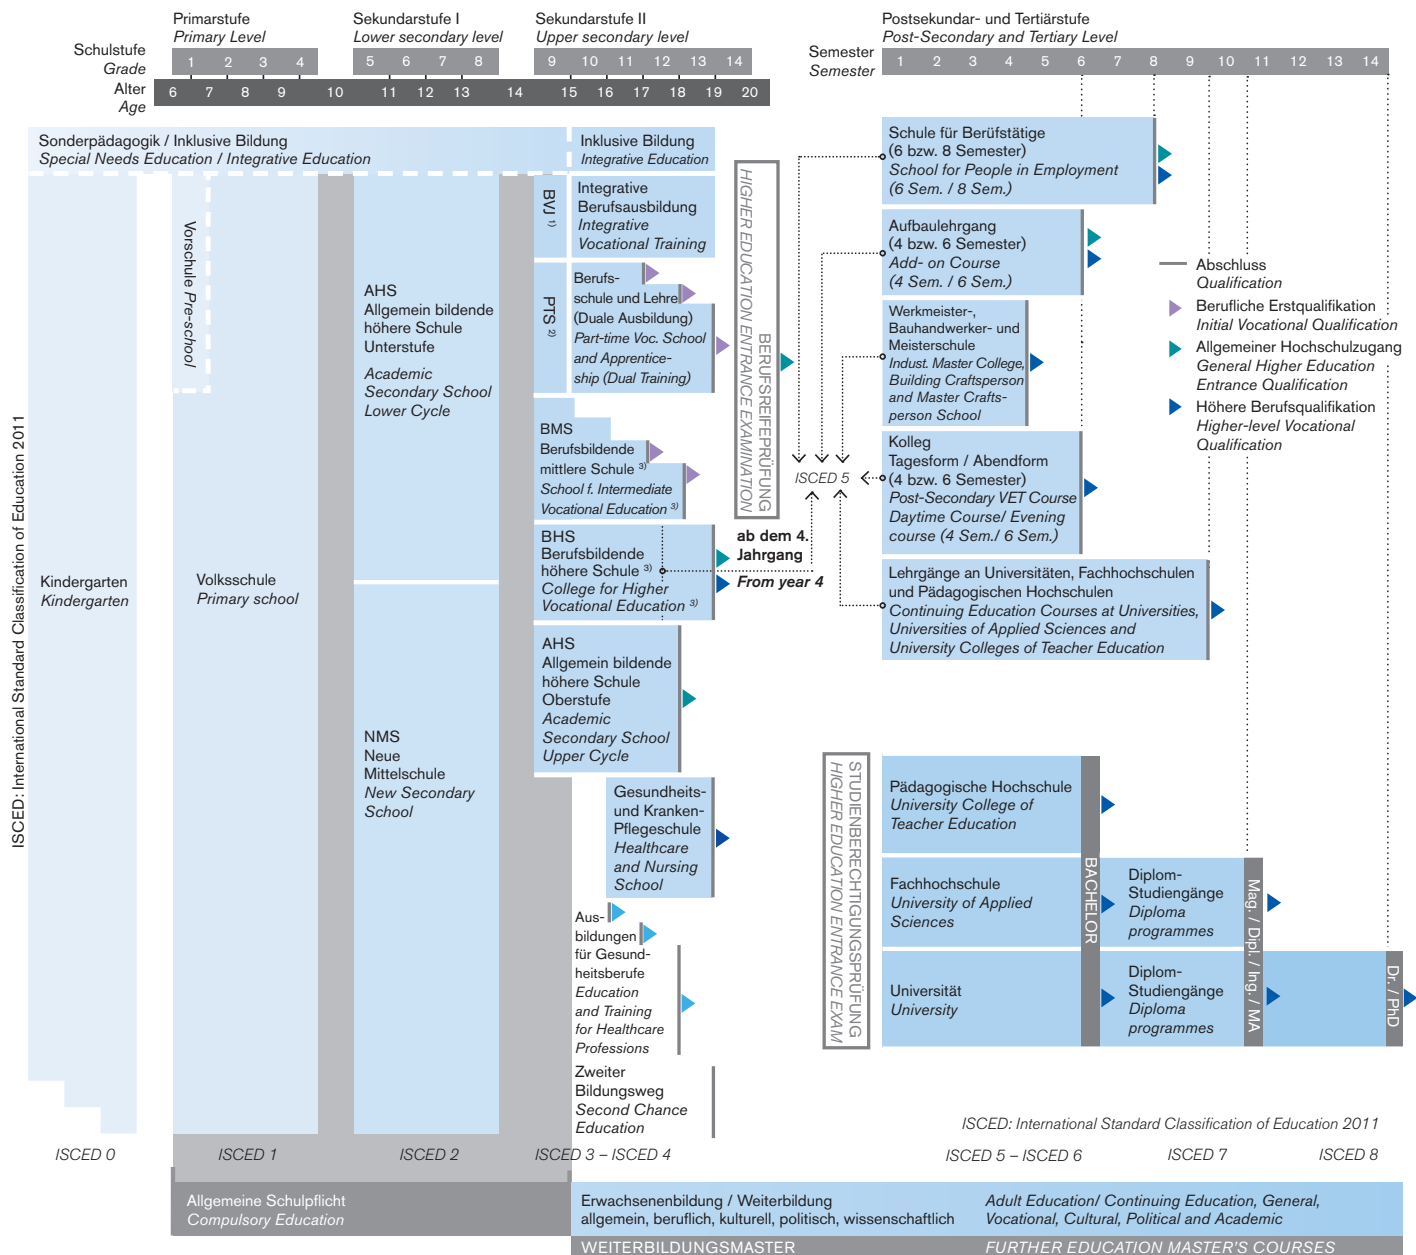 Primarstufe
Primary Level
Sekundarstufe I
Lower secondary level
Sekundarstufe II
Upper secondary level
Postsekundar- und Tertiärstufe
Post-Secondary and Tertiary Level
Schulstufe
Grade
1 2 3 4 5 6 7 8 9 10 11 12 13 14
Semester
Semester
1 2 3 4 5 6 7 8 9 10 11 12 13 14
Alter
Age
6 7 8 9 10 11 12 13 14 15 16 17 18 19 20
Sonderpädagogik / Inklusive Bildung
Special Needs Education / Integrative Education
Inklusive Bildung
Integrative Education
ISCED: International Standard Classification of Education 2011
Kindergarten
Kindergarten
Vorschule Pre-school
Volksschule
Primary school
AHS
Allgemein bildende
höhere Schule
Unterstufe
Academic
Secondary School
Lower Cycle
NMS
Neue
Mittelschule
New Secondary
School
BVJ 1)
Integrative
Berufsausbildung
Integrative
Vocational Training
PTS 2)
Berufs-
schule und Lehre
(Duale Ausbildung)
Part-time Voc. School
and Apprentice-
ship (Dual Training)
BMS
Berufsbildende
mittlere Schule 3)
School f. Intermediate
Vocational Education 3)
BHS
Berufsbildende
höhere Schule 3)
College for Higher
Vocational Education 3)
AHS
Allgemein bildende
höhere Schule
Oberstufe
Academic
Secondary School
Upper Cycle
Gesundheits-
und Kranken-
Pflegeschule
Healthcare
and Nursing
School
Aus-
bildungen
für Gesund-
heitsberufe
Education
and Training
for Healthcare
Professions
Zweiter
Bildungsweg
Second Chance
Education
BERUFSREIFEPRÜFUNG
HIGHER EDUCATION ENTRANCE EXAMINATION
ab dem 4.
Jahrgang
From year 4
ISCED 5
Schule für Berüfstätige
(6 bzw. 8 Semester)
School for People in Employment
(6 Sem. / 8 Sem.)
Aufbaulehrgang
(4 bzw. 6 Semester)
Add- on Course
(4 Sem. / 6 Sem.)
Werkmeister-,
Bauhandwerker- und
Meisterschule
Indust. Master College,
Building Craftsperson
and Master Crafts-
person School
Kolleg
Tagesform / Abendform
(4 bzw. 6 Semester)
Post-Secondary VET Course
Daytime Course/ Evening
course (4 Sem./ 6 Sem.)
Lehrgänge an Universitäten, Fachhochschulen
und Pädagogischen Hochschulen
Continuing Education Courses at Universities,
Universities of Applied Sciences and
University Colleges of Teacher Education
Abschluss
Qualification
Berufliche Erstqualifikation
Initial Vocational Qualification
Allgemeiner Hochschulzugang
General Higher Education
Entrance Qualification
Höhere Berufsqualifikation
Higher-level Vocational
Qualification
STUDIENBERECHTIGUNGSPRÜFUNG
HIGHER EDUCATION ENTRANCE EXAM
Pädagogische Hochschule
University College of
Teacher Education
Fachhochschule
University of Applied
Sciences
Universität
University
BACHELOR
Diplom-
Studiengänge
Diploma
programmes
Diplom-
Studiengänge
Diploma
programmes
Mag. / Dipl. / Ing. / MA
Dr. / PhD
ISCED: International Standard Classification of Education 2011
ISCED 0
ISCED 1
ISCED 2
ISCED 3 – ISCED 4
ISCED 5 – ISCED 6
ISCED 7
ISCED 8
Allgemeine Schulpflicht
Compulsory Education
Erwachsenenbildung / Weiterbildung
allgemein, beruflich, kulturell, politisch, wissenschaftlich
Adult Education/ Continuing Education, General,
Vocational, Cultural, Political and Academic
WEITERBILDUNGSMASTER
FURTHER EDUCATION MASTER'S COURSES